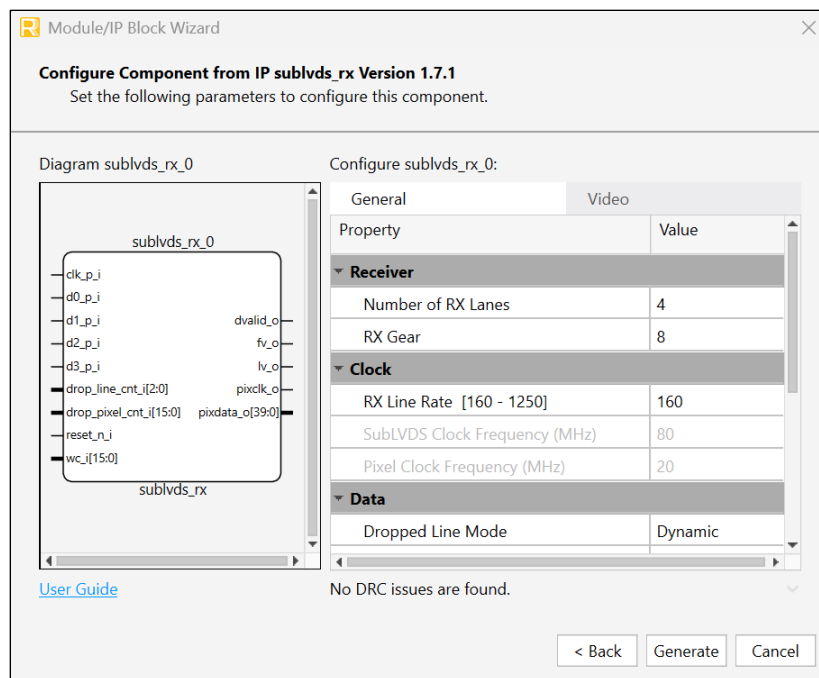 R Module/IP Block Wizard
Configure Component from IP sublvds_rx Version 1.7.1
Set the following parameters to configure this component.
Diagram sublvds_rx_0
sublvds_rx_0
clk_p_i
d0_p_i
d1_p_i
d2_p_i
d3_p_i
drop_line_cnt_i[2:0]
drop_pixel_cnt_i[15:0]
reset_n_i
wc_i[15:0]
dvalid_o
fv_o
lv_o
pixclk_o
pixdata_o[39:0]
sublvds_rx
User Guide
Configure sublvds_rx_0:
General Video
Property Value
Receiver
Number of RX Lanes 4
RX Gear 8
Clock
RX Line Rate [160 - 1250] 160
SubLVDS Clock Frequency (MHz) 80
Pixel Clock Frequency (MHz) 20
Data
Dropped Line Mode Dynamic
No DRC issues are found.
< Back Generate Cancel